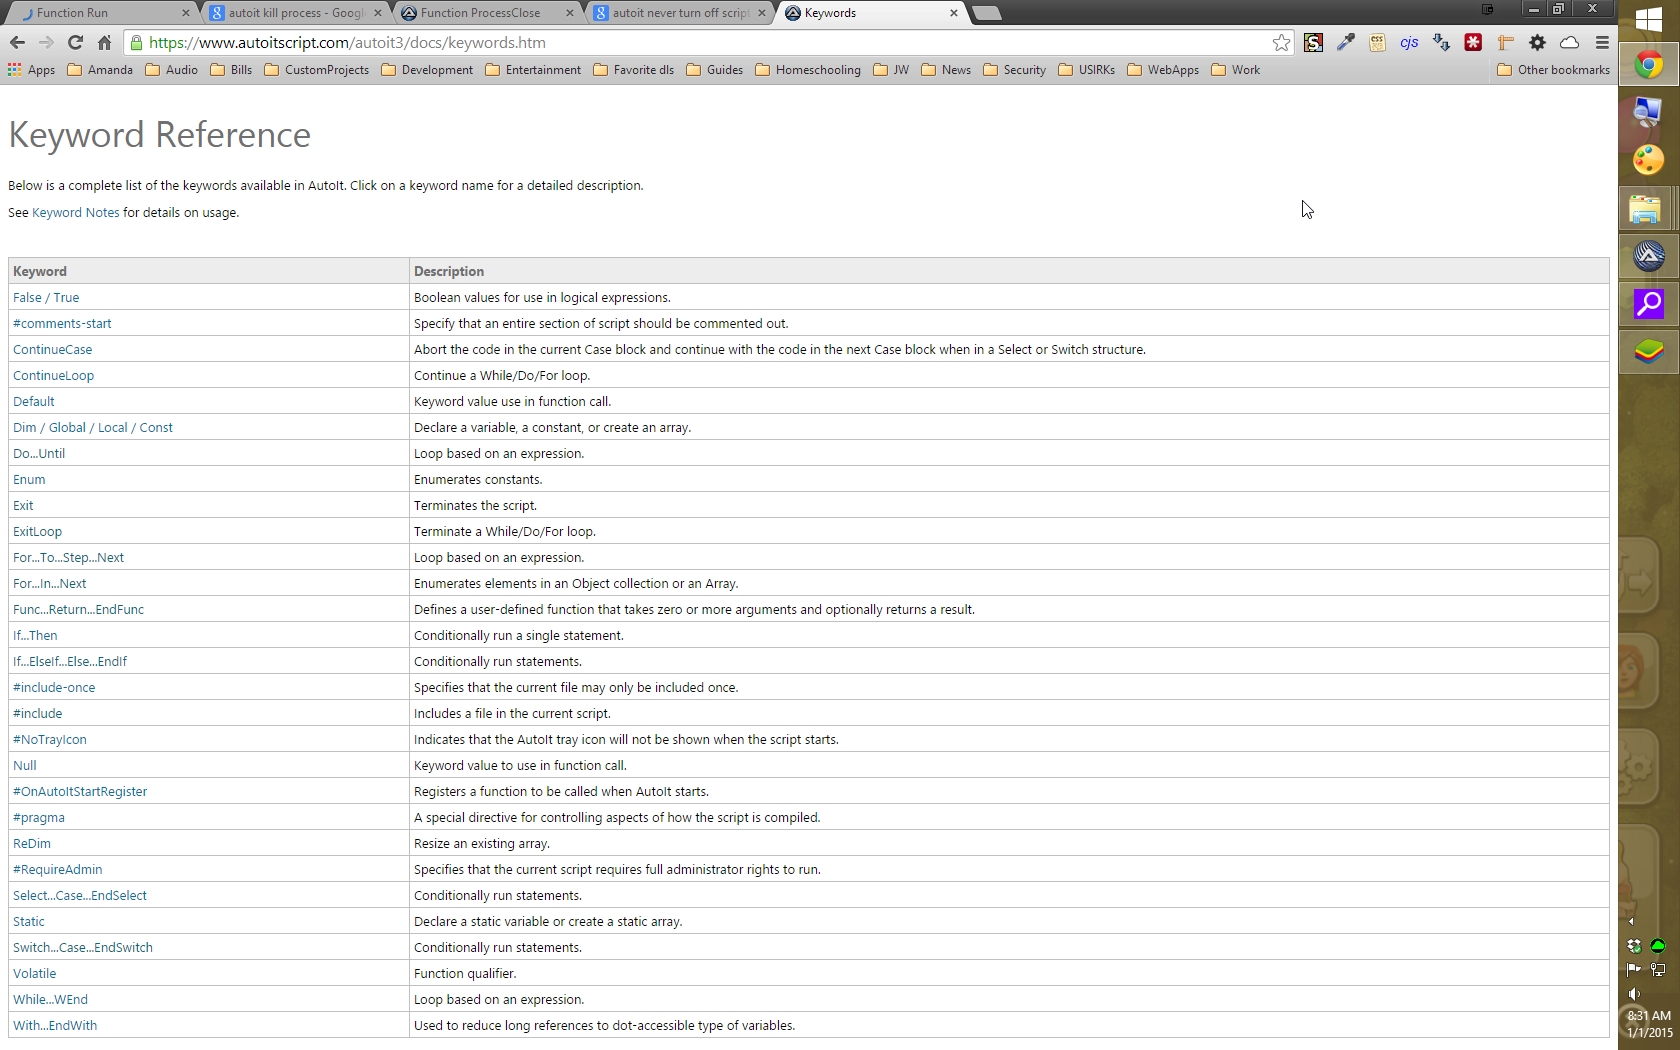 Function Run
autoit kill process - Googl
Function ProcessClose
autoit never turn off script
Keywords
https://www.autoitscript.com/autoit3/docs/keywords.htm
S
CSS
cjs
Apps Amanda Audio Bills CustomProjects Development Entertainment Favorite dls Guides Homeschooling JW News Security USIRKs WebApps Work Other bookmarks
Keyword Reference
Below is a complete list of the keywords available in AutoIt. Click on a keyword name for a detailed description.
See Keyword Notes for details on usage.
Keyword Description
False / True Boolean values for use in logical expressions.
#comments-start Specify that an entire section of script should be commented out.
ContinueCase Abort the code in the current Case block and continue with the code in the next Case block when in a Select or Switch structure.
ContinueLoop Continue a While/Do/For loop.
Default Keyword value use in function call.
Dim / Global / Local / Const Declare a variable, a constant, or create an array.
Do...Until Loop based on an expression.
Enum Enumerates constants.
Exit Terminates the script.
ExitLoop Terminate a While/Do/For loop.
For...To...Step...Next Loop based on an expression.
For...In...Next Enumerates elements in an Object collection or an Array.
Func...Return...EndFunc Defines a user-defined function that takes zero or more arguments and optionally returns a result.
If...Then Conditionally run a single statement.
If...ElseIf...Else...EndIf Conditionally run statements.
#include-once Specifies that the current file may only be included once.
#include Includes a file in the current script.
#NoTrayIcon Indicates that the AutoIt tray icon will not be shown when the script starts.
Null Keyword value to use in function call.
#OnAutoItStartRegister Registers a function to be called when AutoIt starts.
#pragma A special directive for controlling aspects of how the script is compiled.
ReDim Resize an existing array.
#RequireAdmin Specifies that the current script requires full administrator rights to run.
Select...Case...EndSelect Conditionally run statements.
Static Declare a static variable or create a static array.
Switch...Case...EndSwitch Conditionally run statements.
Volatile Function qualifier.
While...WEnd Loop based on an expression.
With...EndWith Used to reduce long references to dot-accessible type of variables.
8:31 AM
1/1/2015